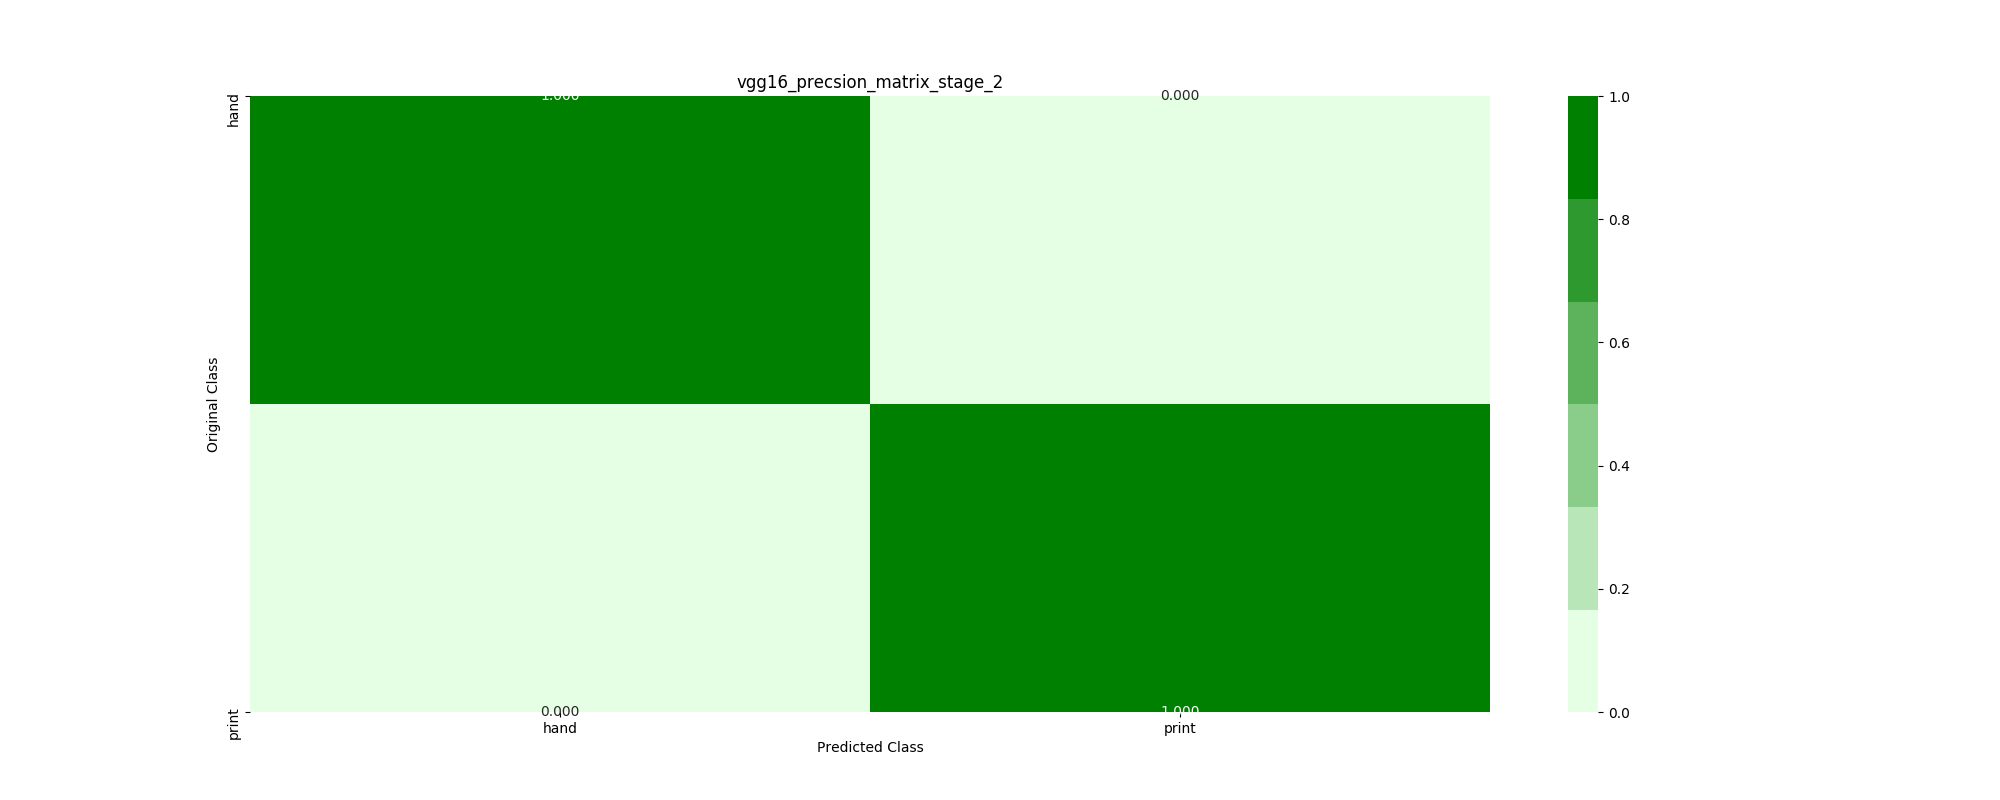 vgg16_precsion_matrix_stage_2
hand
1.000
0.000
1.0
0.8
0.6
Original Class
0.4
0.2
print
0.000
1.000
0.0
hand
print
Predicted Class